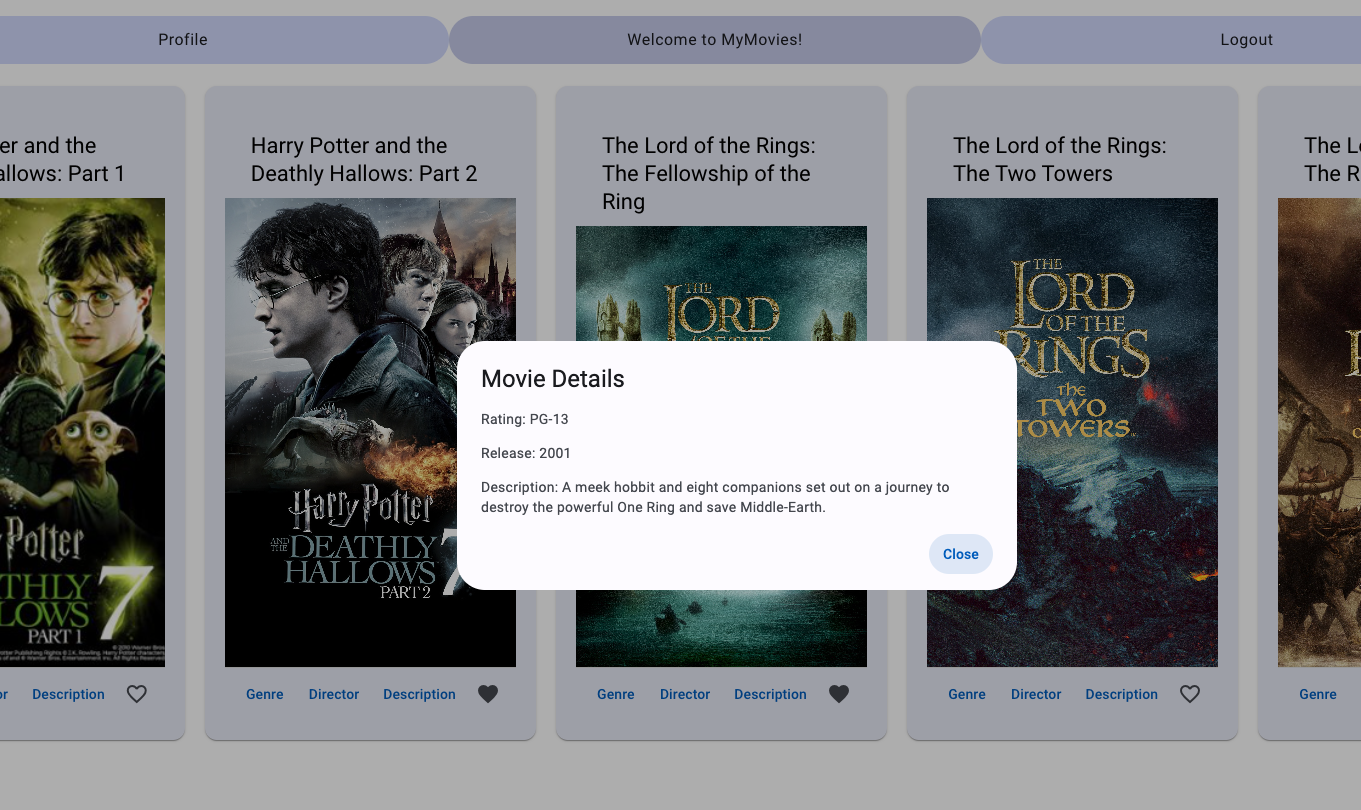 Profile
Welcome to MyMovies!
Logout
er and the
allows: Part 1
Potter
THLY
LOWS 7
PART 1
or
Description
Harry Potter and the
Deathly Hallows: Part 2
Harry Potter
AND THE DEATHLY 7
HALLOWS
PART 2
Genre
Director
Description
The Lord of the Rings:
The Fellowship of the
Ring
THE
LORD
OF THE
Genre
Director
Description
The Lord of the Rings:
The Two Towers
THE
LORD
OF THE
RINGS
THE
TWO
TOWERS
Genre
Director
Description
The Lo
The R
Genre
Movie Details
Rating: PG-13
Release: 2001
Description: A meek hobbit and eight companions set out on a journey to
destroy the powerful One Ring and save Middle-Earth.
Close